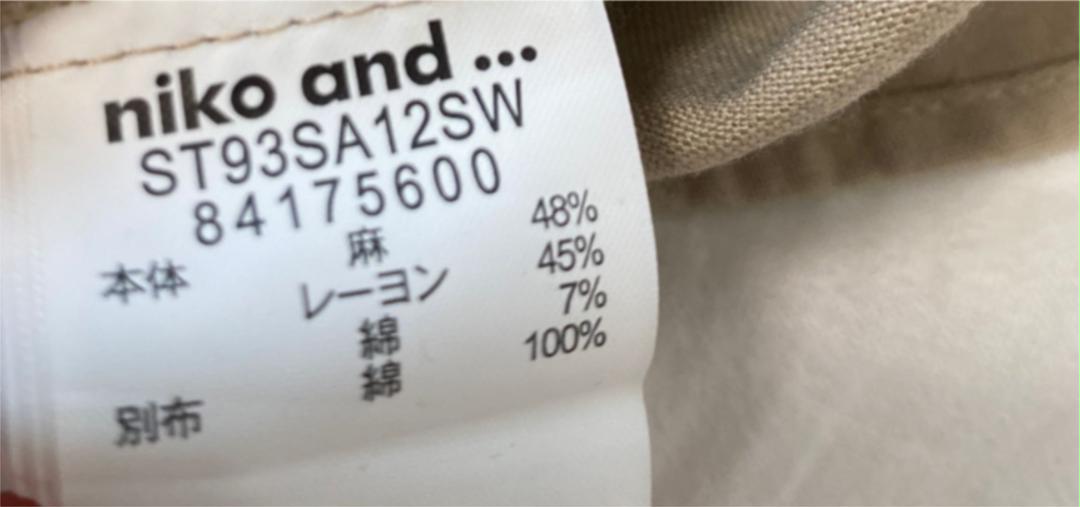 niko and ...
ST93SA12SW
84175600
本体 麻 48%
レーヨン 45%
綿 7%
別布 綿 100%